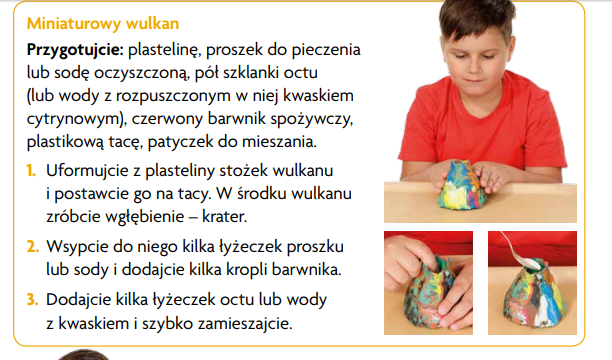 Miniaturowy wulkan
Przygotujcie: plastelinę, proszek do pieczenia
lub sodę oczyszczoną, pół szklanki octu
(lub wody z rozpuszczonym w niej kwaskiem
cytrynowym), czerwony barwnik spożywczy,
plastikową tacę, patyczek do mieszania.
1. Uformujcie z plasteliny stożek wulkanu
i postawcie go na tacy. W środku wulkanu
zróbcie wgłębienie – krater.
2. Wsypcie do niego kilka łyżeczek proszku
lub sody i dodajcie kilka kropli barwnika.
3. Dodajcie kilka łyżeczek octu lub wody
z kwaskiem i szybko zamieszajcie.